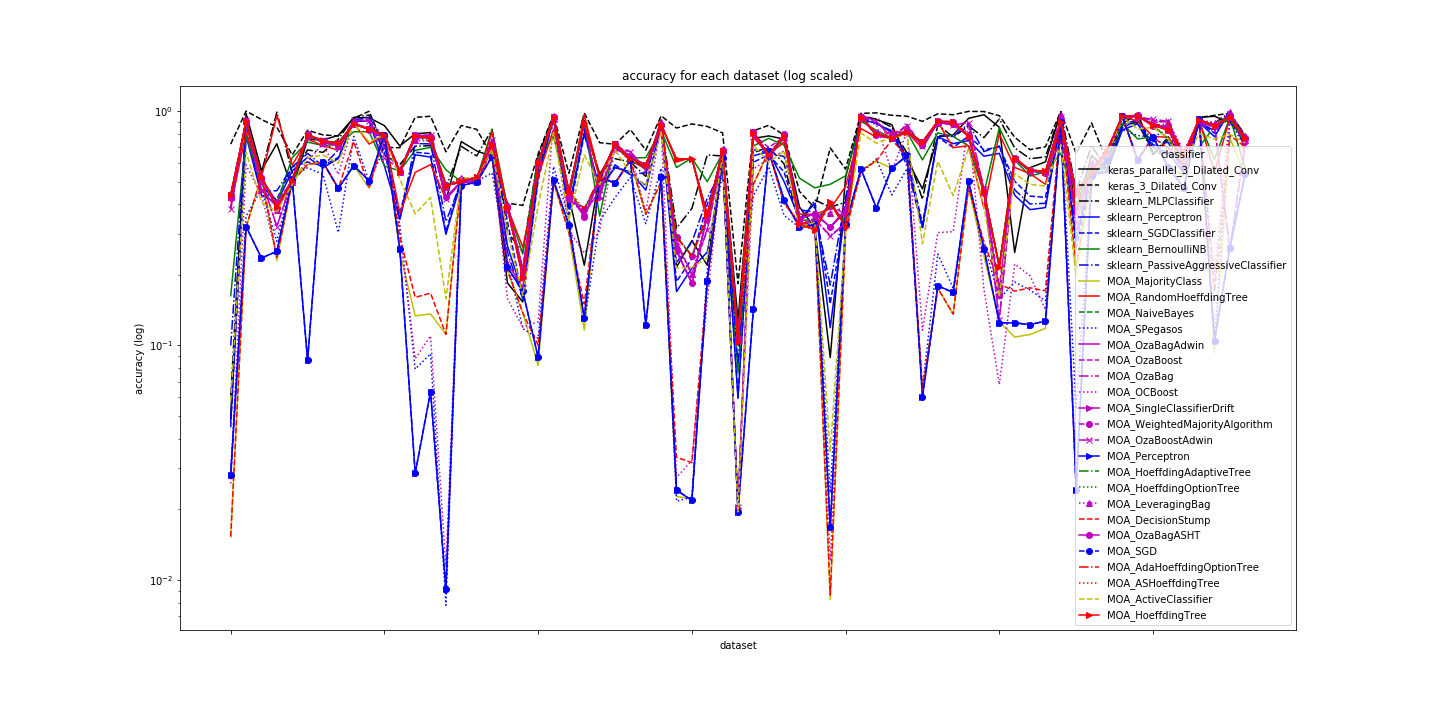 accuracy for each dataset (log scaled)
10⁰
10⁻¹
10⁻²
accuracy (log)
dataset
classifier
keras_parallel_3_Dilated_Conv
keras_3_Dilated_Conv
sklearn_MLPClassifier
sklearn_Perceptron
sklearn_SGDClassifier
sklearn_BernoulliNB
sklearn_PassiveAggressiveClassifier
MOA_MajorityClass
MOA_RandomHoeffdingTree
MOA_NaiveBayes
MOA_SPegasos
MOA_OzaBagAdwin
MOA_OzaBoost
MOA_OzaBag
MOA_OCBoost
MOA_SingleClassifierDrift
MOA_WeightedMajorityAlgorithm
MOA_OzaBoostAdwin
MOA_Perceptron
MOA_HoeffdingAdaptiveTree
MOA_HoeffdingOptionTree
MOA_LeveragingBag
MOA_DecisionStump
MOA_OzaBagASHT
MOA_SGD
MOA_AdaHoeffdingOptionTree
MOA_ASHoeffdingTree
MOA_ActiveClassifier
MOA_HoeffdingTree